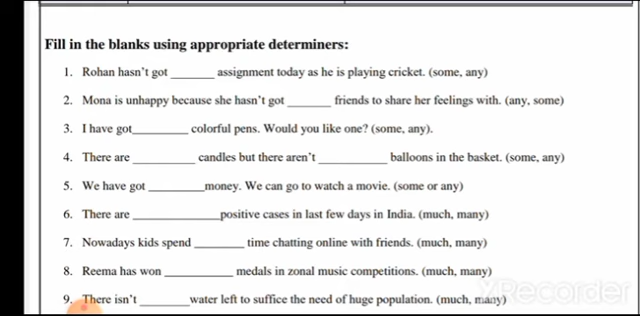 Fill in the blanks using appropriate determiners:
1. Rohan hasn't got _______ assignment today as he is playing cricket. (some, any)
2. Mona is unhappy because she hasn't got _______ friends to share her feelings with. (any, some)
3. I have got_________ colorful pens. Would you like one? (some, any).
4. There are __________ candles but there aren't ___________ balloons in the basket. (some, any)
5. We have got _________money. We can go to watch a movie. (some or any)
6. There are ______________positive cases in last few days in India. (much, many)
7. Nowadays kids spend ________ time chatting online with friends. (much, many)
8. Reema has won ___________ medals in zonal music competitions. (much, many)
9. There isn't ________water left to suffice the need of huge population. (much, many)
XRecorder